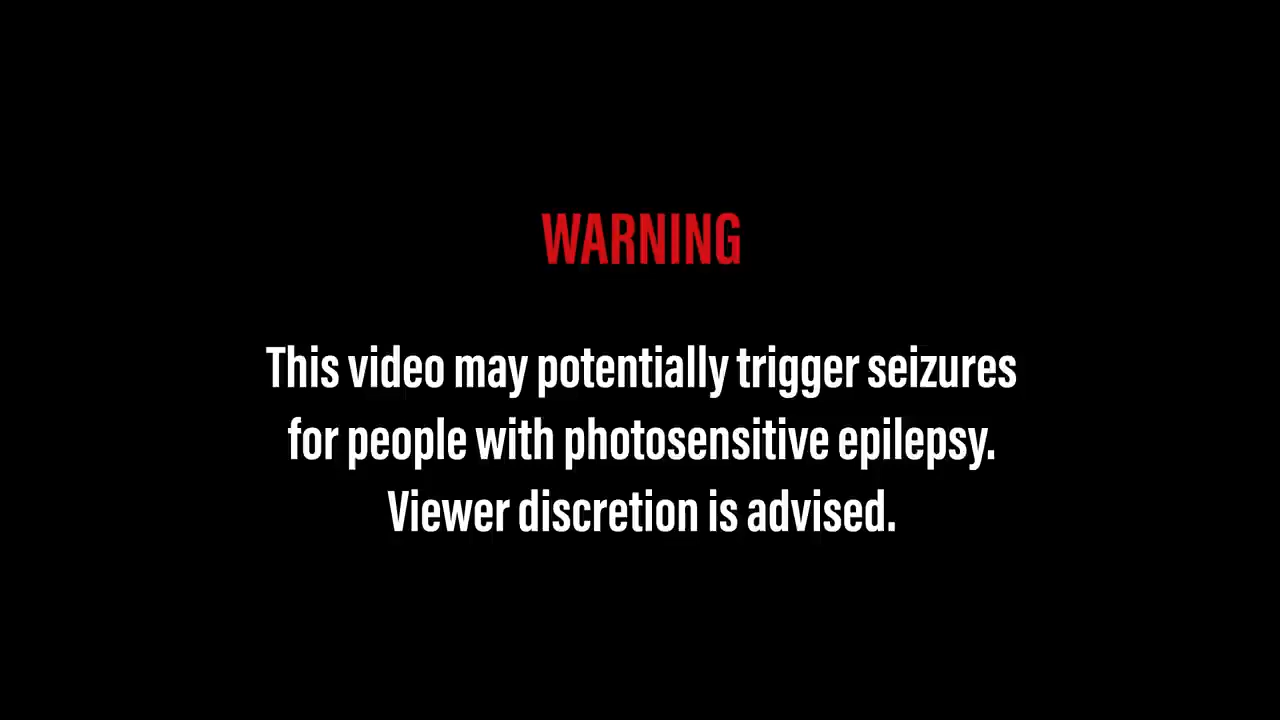 WARNING
This video may potentially trigger seizures
for people with photosensitive epilepsy.
Viewer discretion is advised.